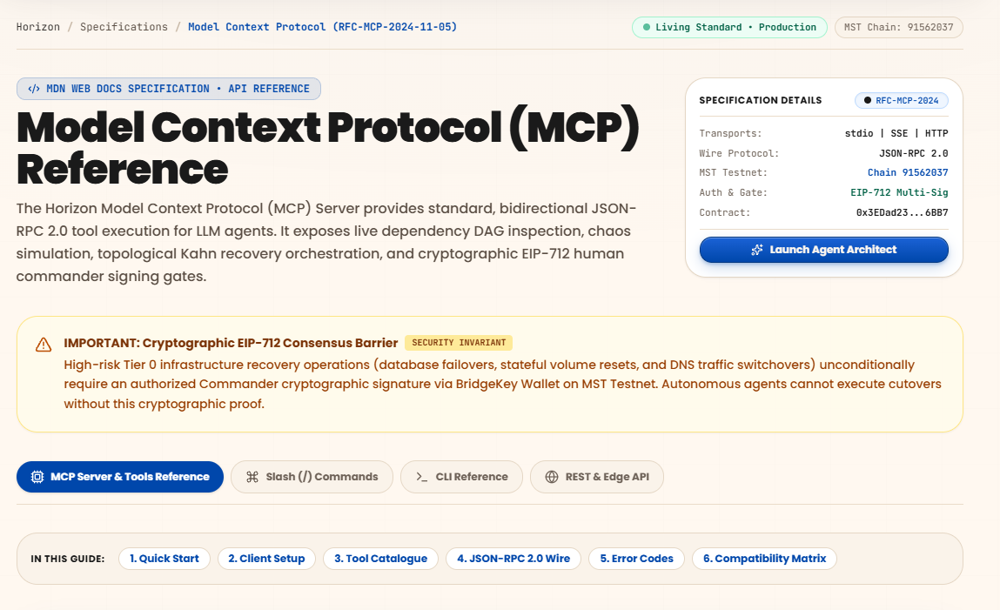 Horizon / Specifications / Model Context Protocol (RFC-MCP-2024-11-05)
Living Standard • Production
MST Chain: 91562037
</> MDN WEB DOCS SPECIFICATION • API REFERENCE
Model Context Protocol (MCP)
Reference
The Horizon Model Context Protocol (MCP) Server provides standard, bidirectional JSON-
RPC 2.0 tool execution for LLM agents. It exposes live dependency DAG inspection, chaos
simulation, topological Kahn recovery orchestration, and cryptographic EIP-712 human
commander signing gates.
SPECIFICATION DETAILS
RFC-MCP-2024
Transports: stdio | SSE | HTTP
Wire Protocol: JSON-RPC 2.0
MST Testnet: Chain 91562037
Auth & Gate: EIP-712 Multi-Sig
Contract: 0x3EDad23...6BB7
Launch Agent Architect
IMPORTANT: Cryptographic EIP-712 Consensus Barrier SECURITY INVARIANT
High-risk Tier 0 infrastructure recovery operations (database failovers, stateful volume resets, and DNS traffic switchovers) unconditionally
require an authorized Commander cryptographic signature via BridgeKey Wallet on MST Testnet. Autonomous agents cannot execute cutovers
without this cryptographic proof.
MCP Server & Tools Reference
Slash (/) Commands
CLI Reference
REST & Edge API
IN THIS GUIDE:
1. Quick Start
2. Client Setup
3. Tool Catalogue
4. JSON-RPC 2.0 Wire
5. Error Codes
6. Compatibility Matrix